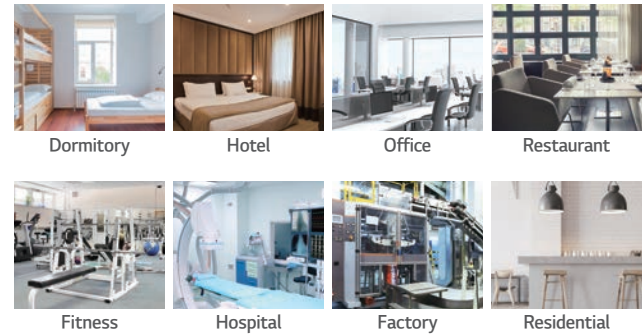 Dormitory
Hotel
Office
Restaurant
Fitness
Hospital
Factory
Residential